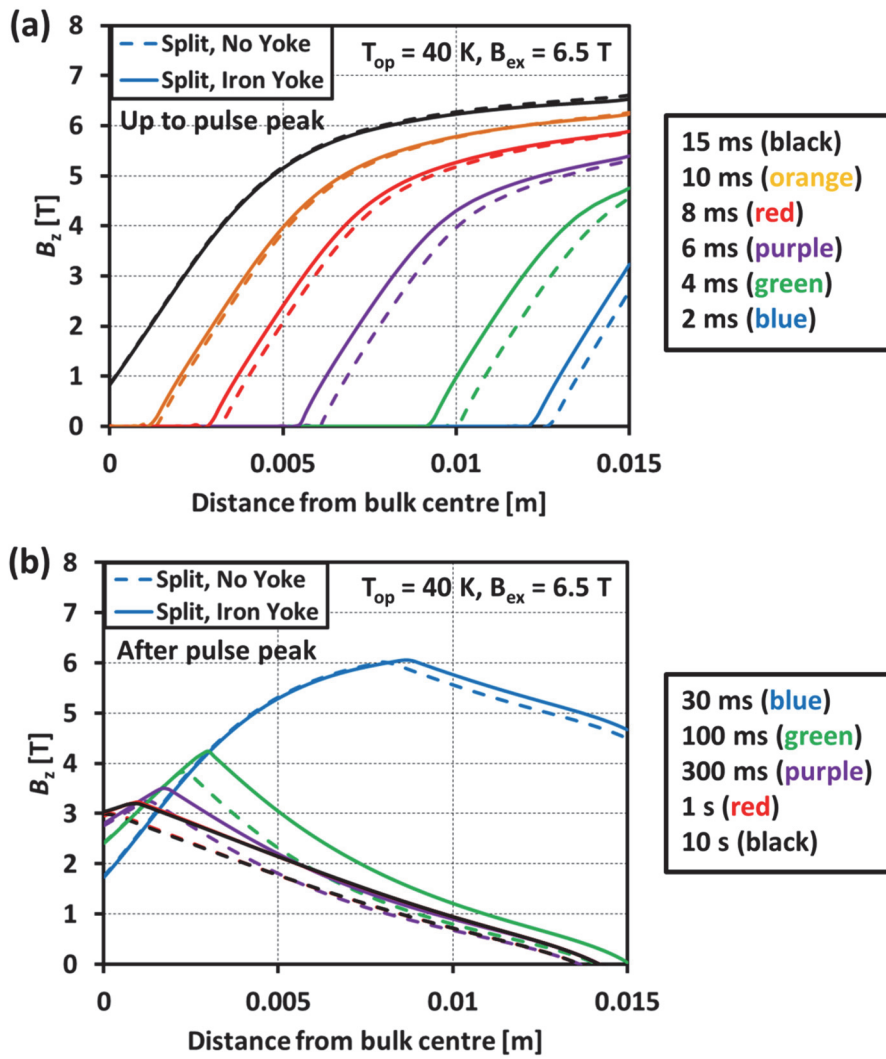 (a)
8
7
6
5
4
3
2
1
0
B_z [T]
Split, No Yoke
Split, Iron Yoke
T_op = 40 K, B_ex = 6.5 T
Up to pulse peak
0
0.005
0.01
0.015
Distance from bulk centre [m]
15 ms (black)
10 ms (orange)
8 ms (red)
6 ms (purple)
4 ms (green)
2 ms (blue)
(b)
8
7
6
5
4
3
2
1
0
B_z [T]
Split, No Yoke
Split, Iron Yoke
T_op = 40 K, B_ex = 6.5 T
After pulse peak
0
0.005
0.01
0.015
Distance from bulk centre [m]
30 ms (blue)
100 ms (green)
300 ms (purple)
1 s (red)
10 s (black)